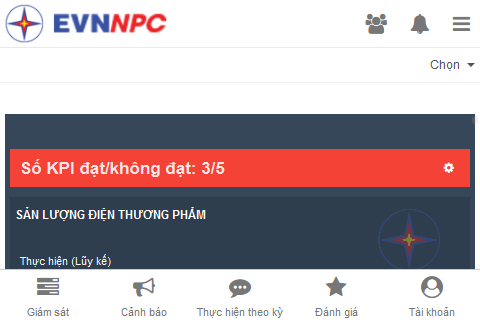 EVNNPC
Chọn
Số KPI đạt/không đạt: 3/5
SẢN LƯỢNG ĐIỆN THƯƠNG PHẨM
Thực hiện (Lũy kế)
Giám sát
Cảnh báo
Thực hiện theo kỳ
Đánh giá
Tài khoản